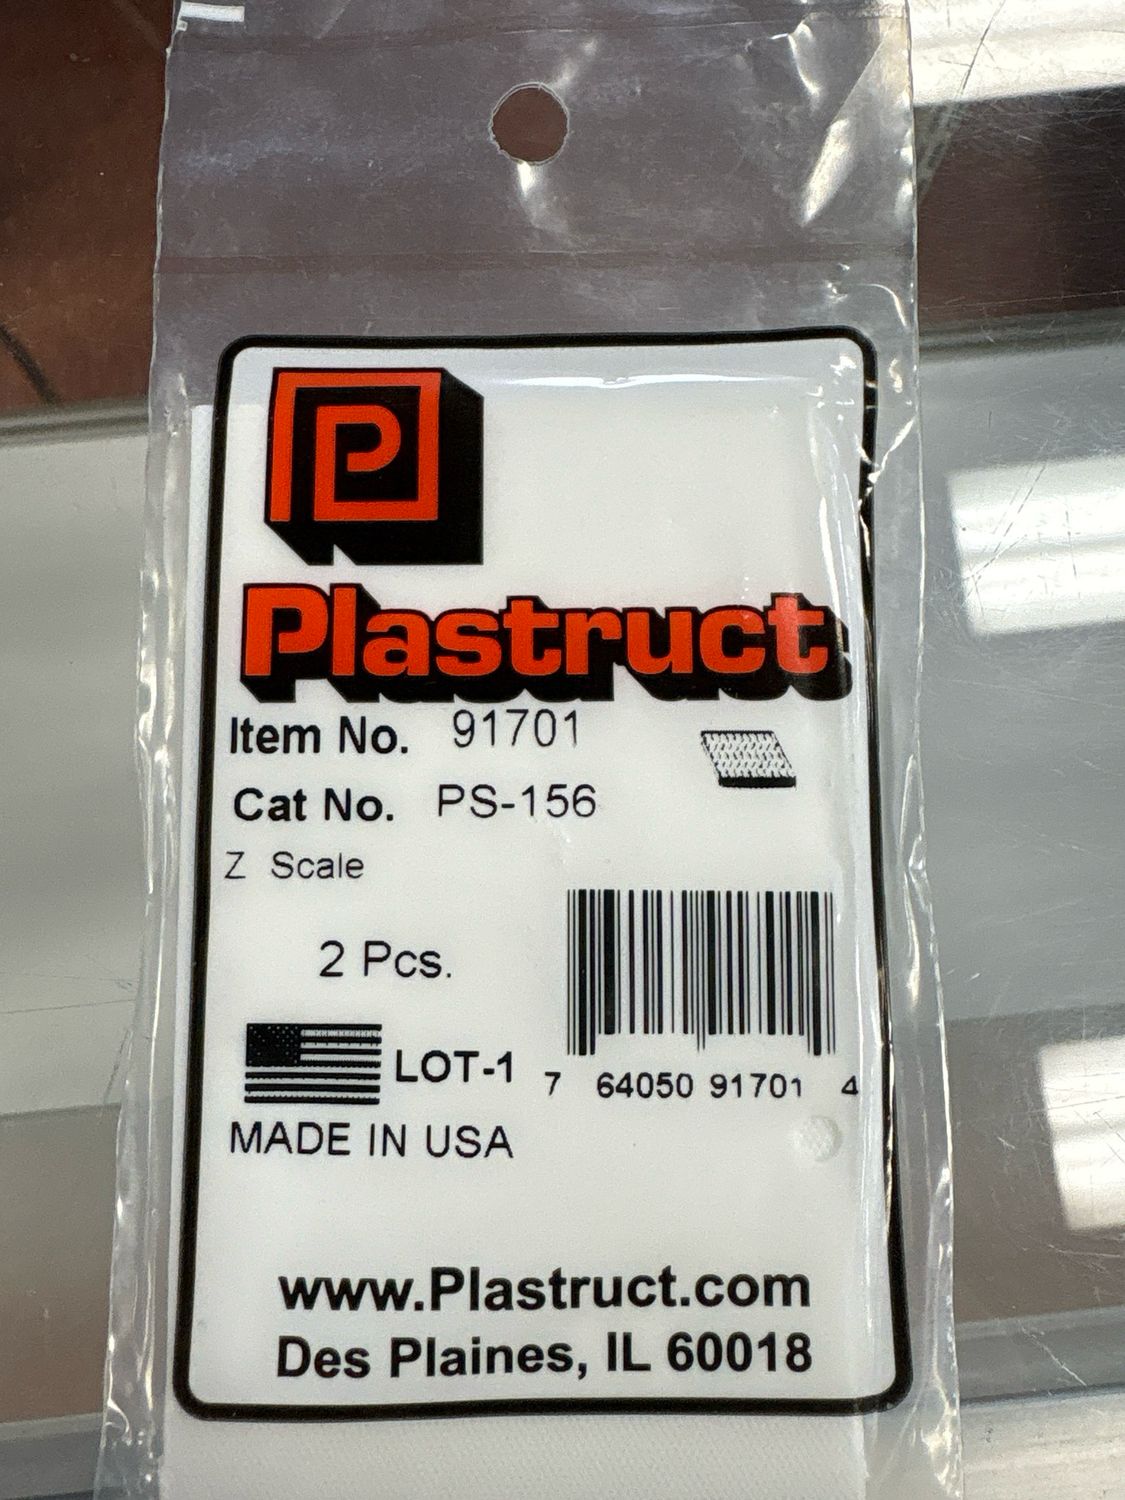 P
Plastruct
Item No. 91701
Cat No. PS-156
Z Scale
2 Pcs.
LOT-1
7 64050 91701 4
MADE IN USA
www.Plastruct.com
Des Plaines, IL 60018